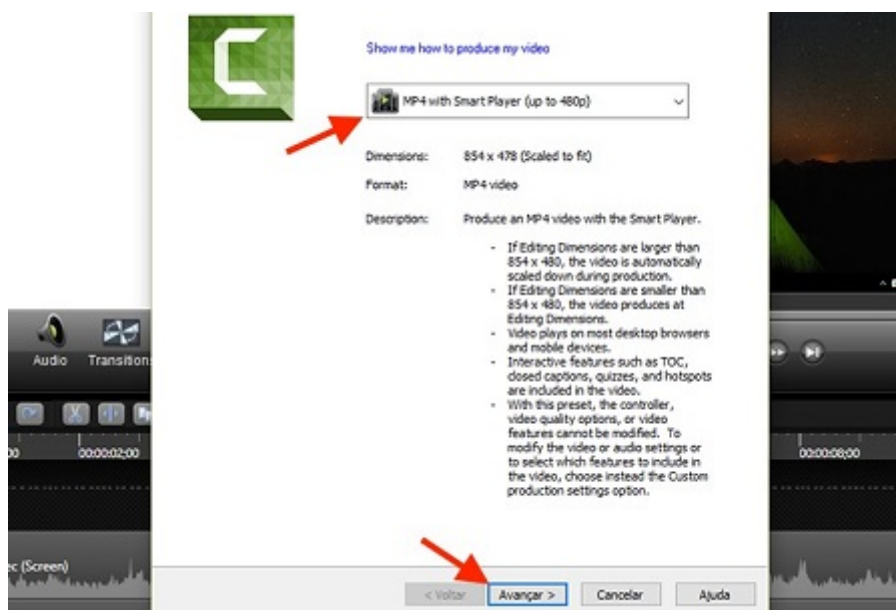 Show me how to produce my video
MP4 with Smart Player (up to 480p)
Dimensions: 854 x 478 (Scaled to fit)
Format: MP4 video
Description: Produce an MP4 video with the Smart Player.
- If Editing Dimensions are larger than
854 x 480, the video is automatically
scaled down during production.
- If Editing Dimensions are smaller than
854 x 480, the video produces at
Editing Dimensions.
- Video plays on most desktop browsers
and mobile devices.
- Interactive features such as TOC,
closed captions, quizzes, and hotspots
are included in the video.
- With this preset, the controller,
video quality options, or video
features cannot be modified. To
modify the video or audio settings or
to select which features to include in
the video, choose instead the Custom
production settings option.
Audio Transitions
00:00:02;00 00:00:08;00
ec (Screen)
< Voltar Avançar > Cancelar Ajuda